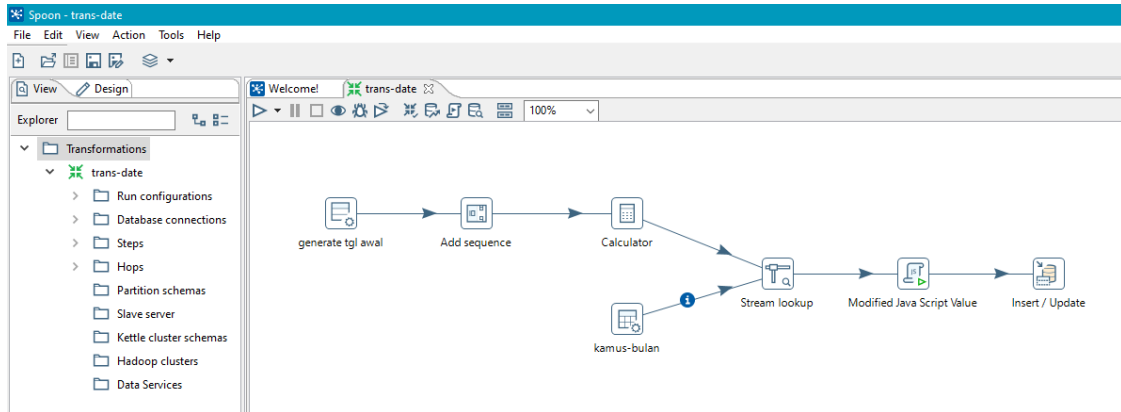 Spoon - trans-date
File Edit View Action Tools Help
View Design
Welcome! trans-date
Explorer
100%
Transformations
trans-date
Run configurations
Database connections
Steps
Hops
Partition schemas
Slave server
Kettle cluster schemas
Hadoop clusters
Data Services
generate tgl awal
Add sequence
Calculator
Stream lookup
Modified Java Script Value
Insert / Update
kamus-bulan